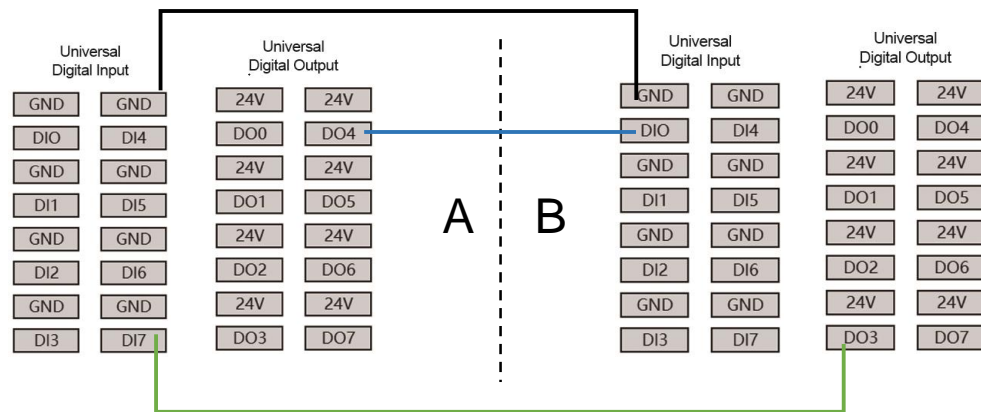 Universal
Digital Input
Universal
Digital Output
Universal
Digital Input
Universal
Digital Output
GND GND 24V 24V GND GND 24V 24V
DIO DI4 DO0 DO4 DIO DI4 DO0 DO4
GND GND 24V 24V GND GND 24V 24V
DI1 DI5 DO1 DO5 DI1 DI5 DO1 DO5
A B
GND GND 24V 24V GND GND 24V 24V
DI2 DI6 DO2 DO6 DI2 DI6 DO2 DO6
GND GND 24V 24V GND GND 24V 24V
DI3 DI7 DO3 DO7 DI3 DI7 DO3 DO7